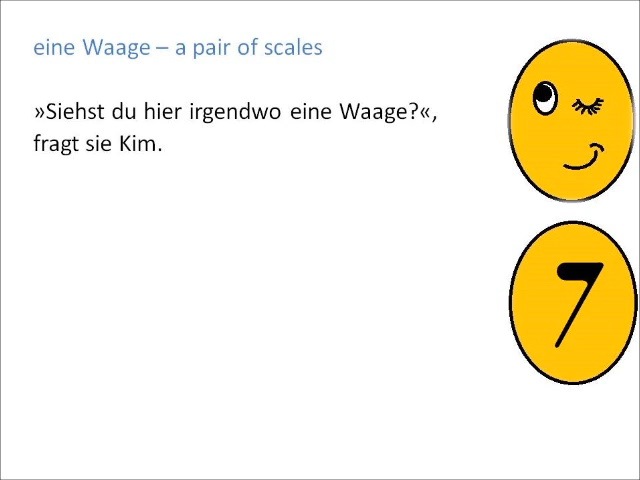 eine Waage – a pair of scales
»Siehst du hier irgendwo eine Waage?«,
fragt sie Kim.
7